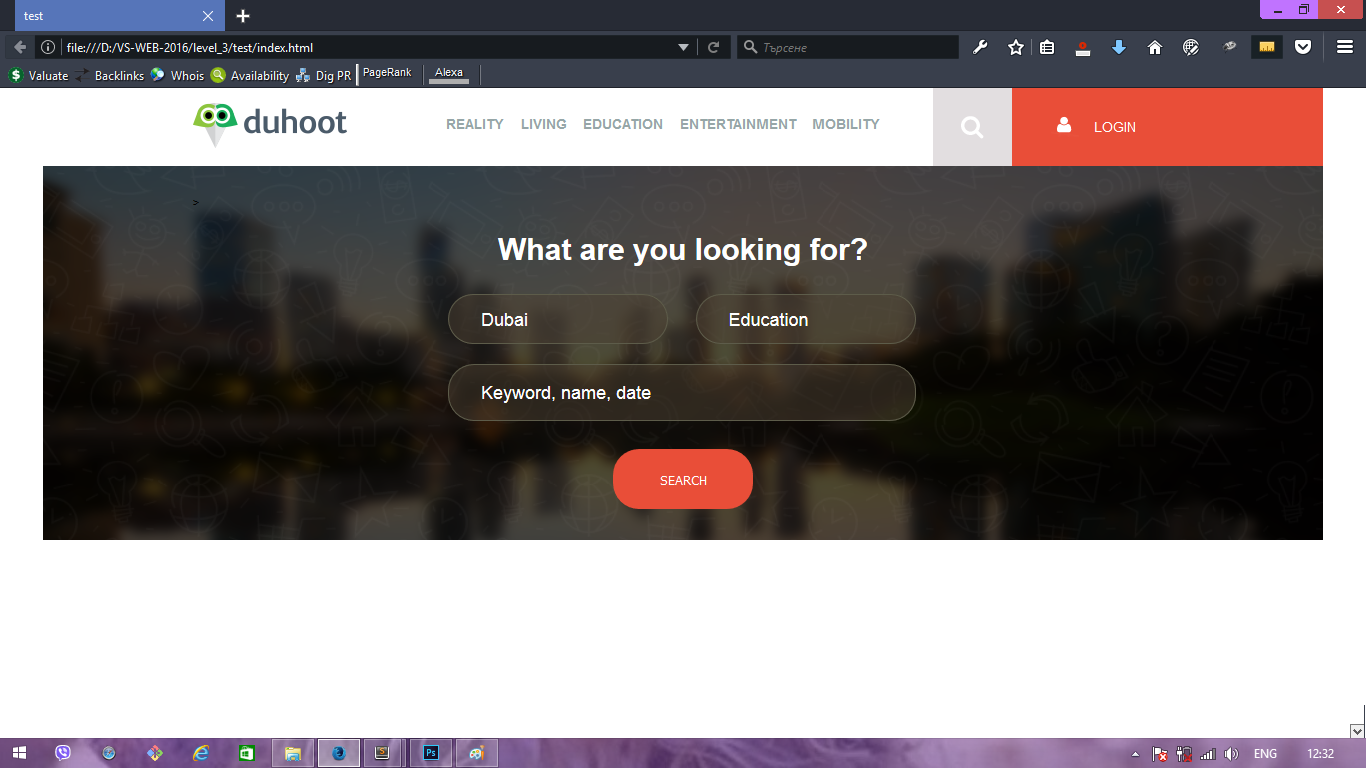 test
file:///D:/VS-WEB-2016/level_3/test/index.html
Търсене
Valuate Backlinks Whois Availability Dig PR PageRank Alexa
duhoot
REALITY LIVING EDUCATION ENTERTAINMENT MOBILITY
LOGIN
>
What are you looking for?
Dubai
Education
Keyword, name, date
SEARCH
Ps
ENG 12:32